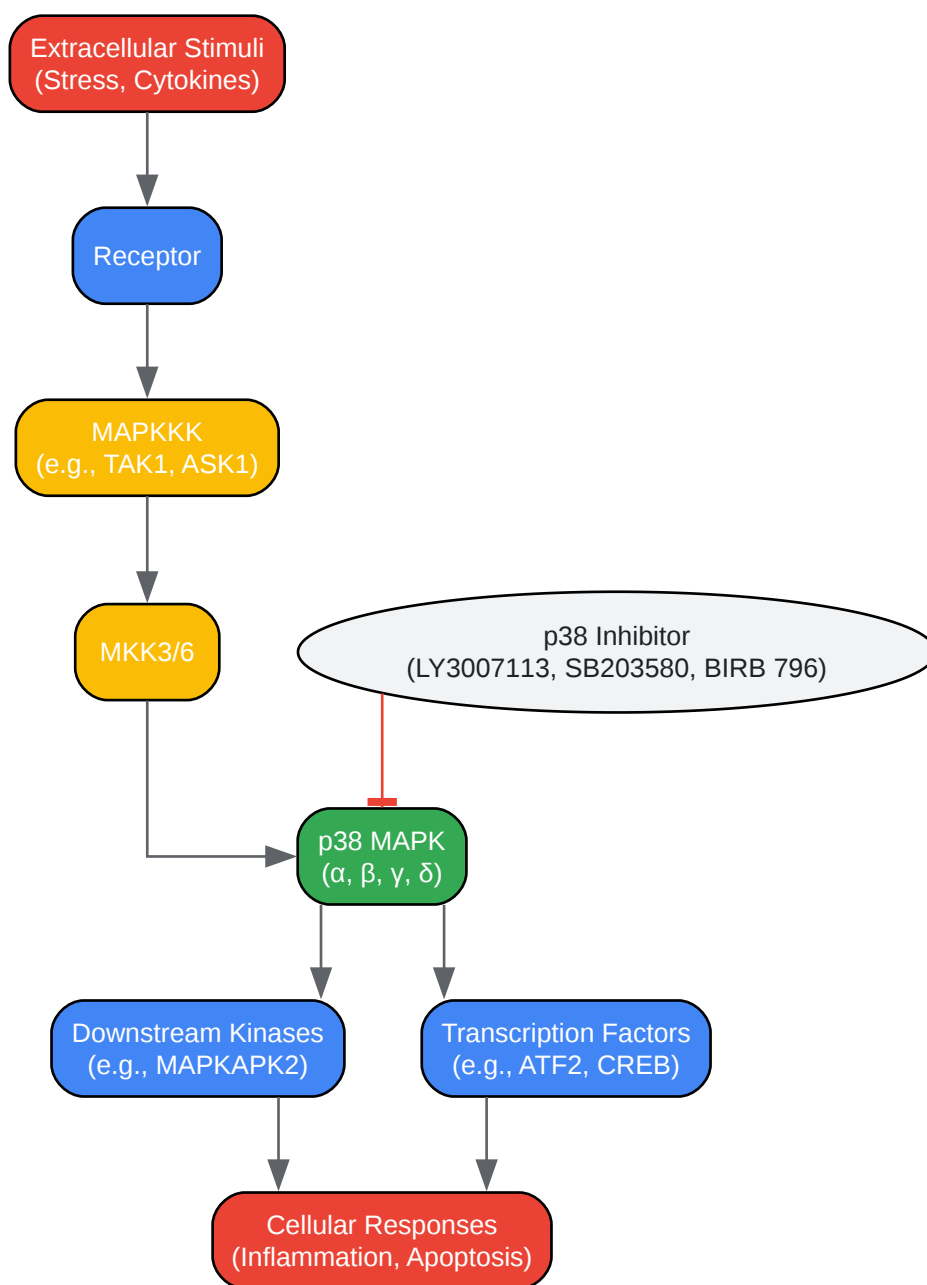 Extracellular Stimuli
(Stress, Cytokines)
Receptor
MAPKKK
(e.g., TAK1, ASK1)
MKK3/6
p38 Inhibitor
(LY3007113, SB203580, BIRB 796)
p38 MAPK
(α, β, γ, δ)
Downstream Kinases
(e.g., MAPKAPK2)
Transcription Factors
(e.g., ATF2, CREB)
Cellular Responses
(Inflammation, Apoptosis)